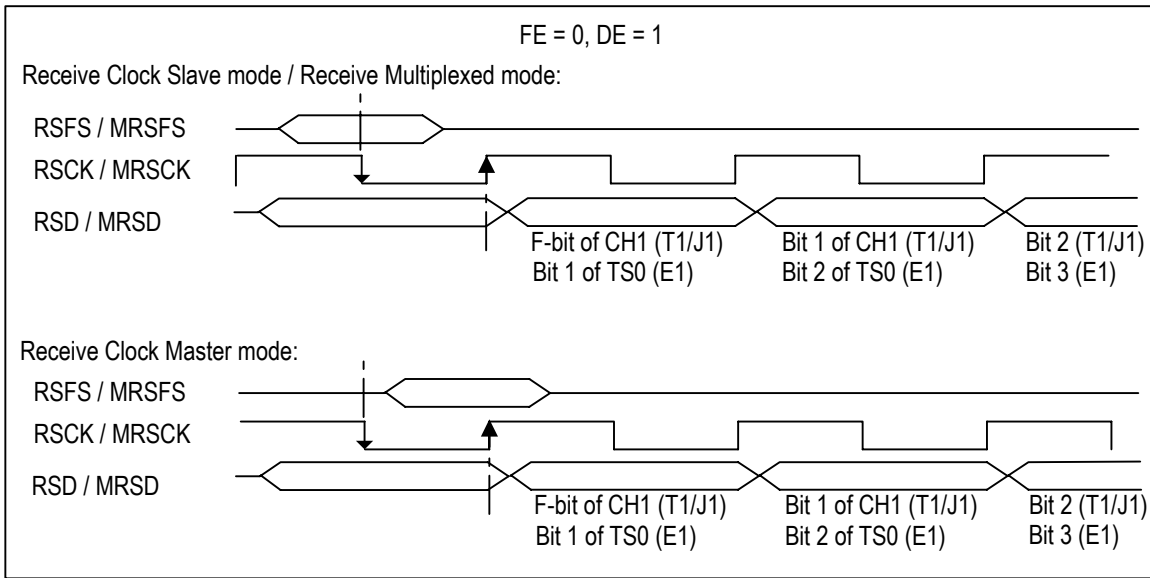 FE = 0, DE = 1
Receive Clock Slave mode / Receive Multiplexed mode:
RSFS / MRSFS
RSCK / MRSCK
RSD / MRSD
F-bit of CH1 (T1/J1) Bit 1 of CH1 (T1/J1) Bit 2 (T1/J1)
Bit 1 of TS0 (E1) Bit 2 of TS0 (E1) Bit 3 (E1)
Receive Clock Master mode:
RSFS / MRSFS
RSCK / MRSCK
RSD / MRSD
F-bit of CH1 (T1/J1) Bit 1 of CH1 (T1/J1) Bit 2 (T1/J1)
Bit 1 of TS0 (E1) Bit 2 of TS0 (E1) Bit 3 (E1)